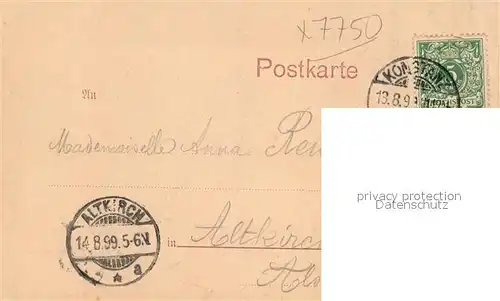 x7750
Postkarte
KONSTAN
13.8.9
An
Mademoiselle Anna
privacy protection
Datenschutz
ALTKIRCH
14.8.99.5-6N.
* * a
in Altkirch